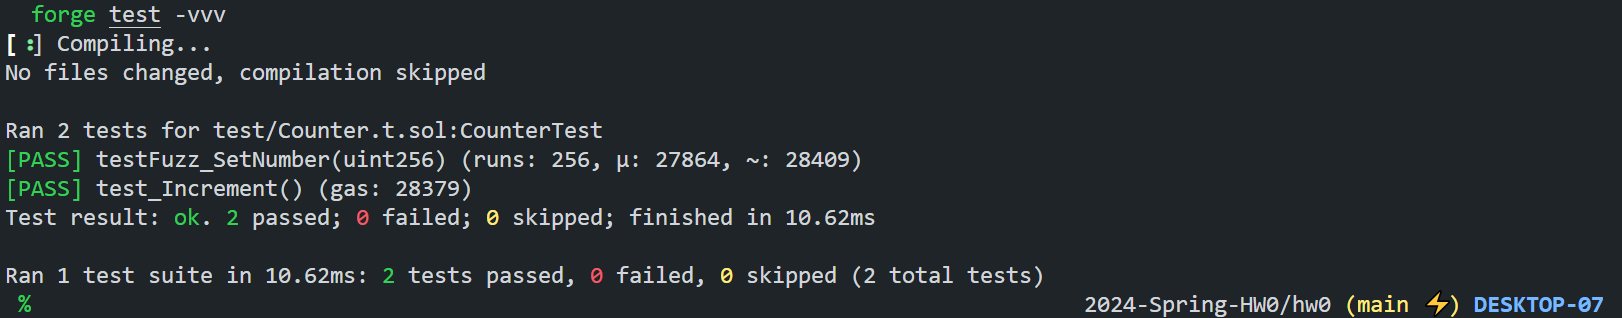 forge test -vvv
[⠰] Compiling...
No files changed, compilation skipped
Ran 2 tests for test/Counter.t.sol:CounterTest
[PASS] testFuzz_SetNumber(uint256) (runs: 256, μ: 27864, ~: 28409)
[PASS] test_Increment() (gas: 28379)
Test result: ok. 2 passed; 0 failed; 0 skipped; finished in 10.62ms
Ran 1 test suite in 10.62ms: 2 tests passed, 0 failed, 0 skipped (2 total tests)
% 2024-Spring-HW0/hw0 (main ⚡) DESKTOP-07